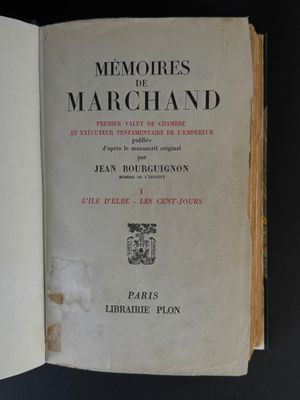 MÉMOIRES
DE
MARCHAND
PREMIER VALET DE CHAMBRE
ET EXÉCUTEUR TESTAMENTAIRE DE L'EMPEREUR
publiés
d'après le manuscrit original
par
JEAN BOURGUIGNON
MEMBRE DE L'INSTITUT
I
L'ILE D'ELBE - LES CENT-JOURS
PARIS
LIBRAIRIE PLON